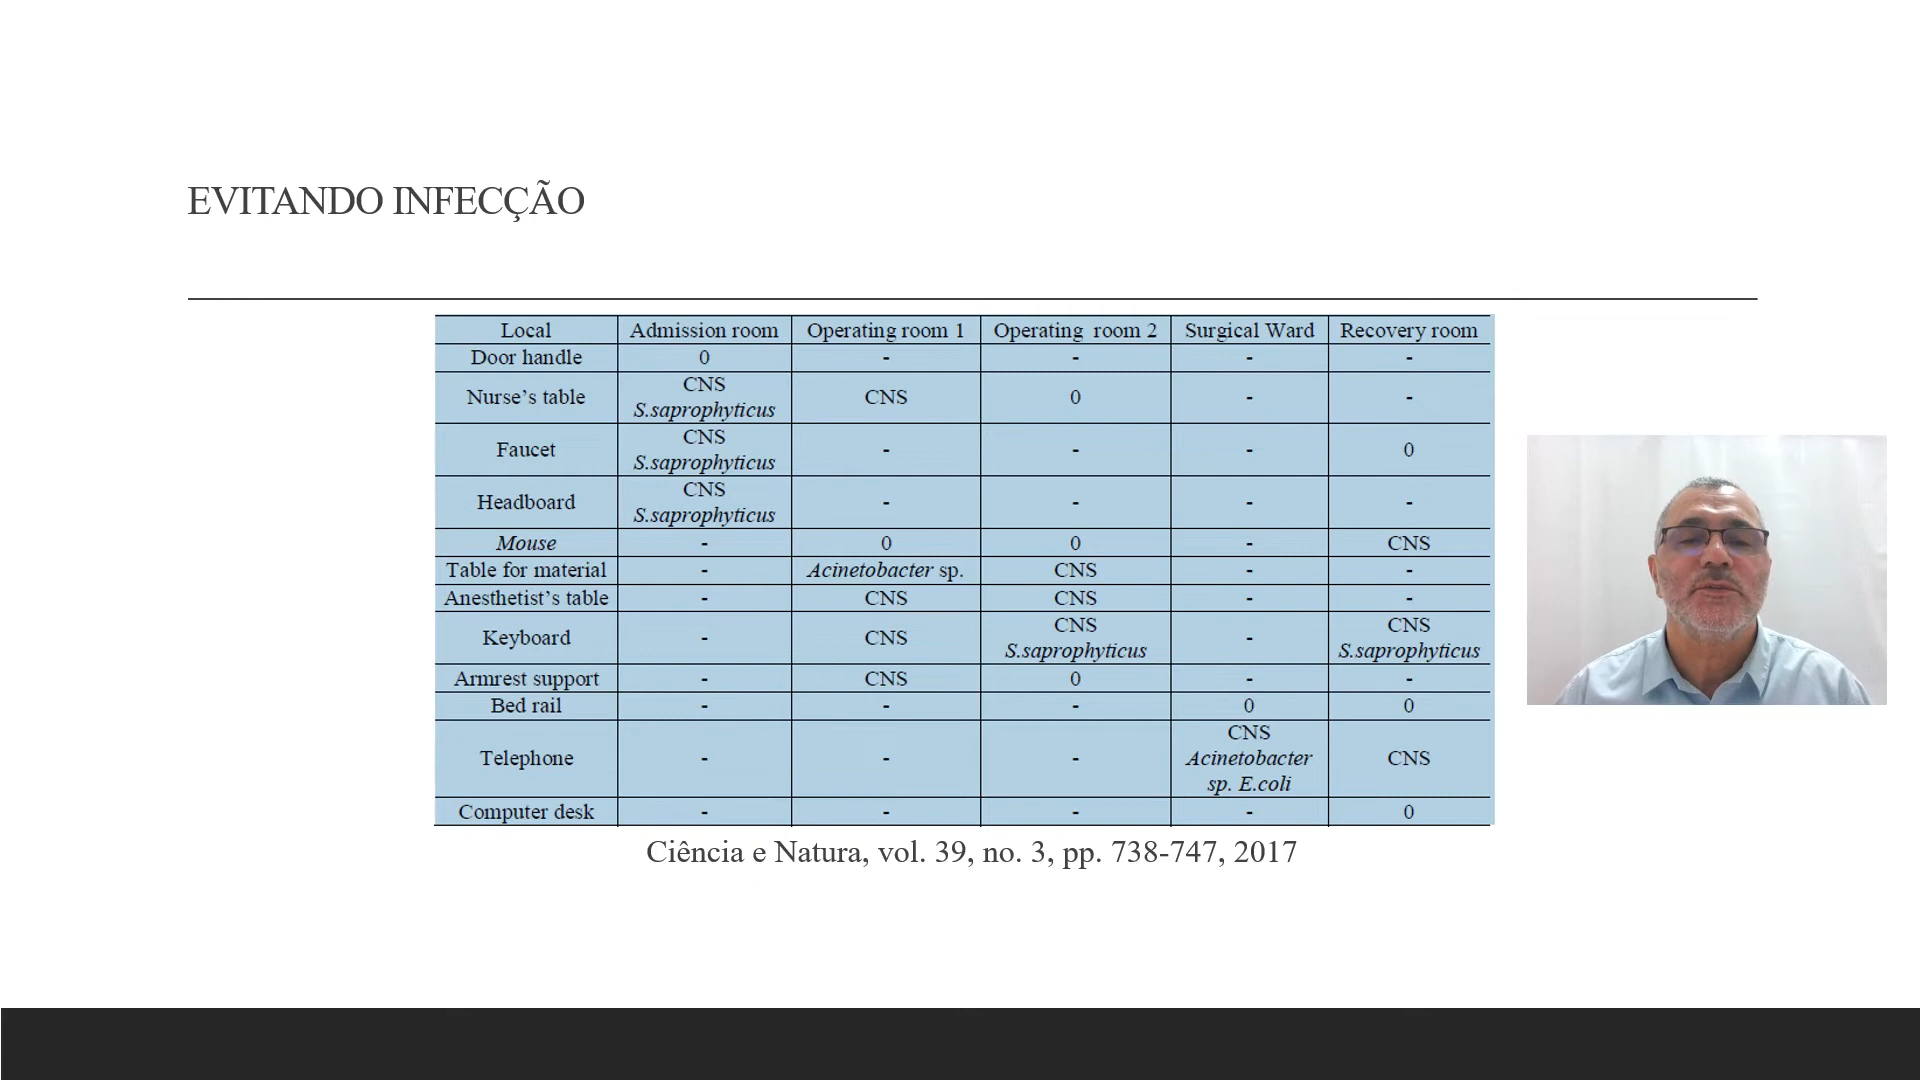 EVITANDO INFECÇÃO
Local Admission room Operating room 1 Operating room 2 Surgical Ward Recovery room
Door handle 0 - - - -
Nurse's table CNS S.saprophyticus CNS 0 - -
Faucet CNS S.saprophyticus - - - 0
Headboard CNS S.saprophyticus - - - -
Mouse - 0 0 - CNS
Table for material - Acinetobacter sp. CNS - -
Anesthetist's table - CNS CNS - -
Keyboard - CNS CNS S.saprophyticus - CNS S.saprophyticus
Armrest support - CNS 0 - -
Bed rail - - - 0 0
Telephone - - - CNS Acinetobacter sp. E.coli CNS
Computer desk - - - - 0
Ciência e Natura, vol. 39, no. 3, pp. 738-747, 2017